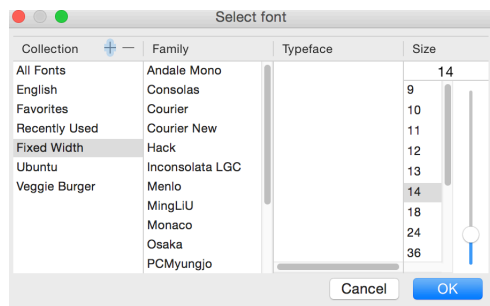 Select font
Collection + − Family Typeface Size
All Fonts
English
Favorites
Recently Used
Fixed Width
Ubuntu
Veggie Burger
Andale Mono
Consolas
Courier
Courier New
Hack
Inconsolata LGC
Menlo
MingLiU
Monaco
Osaka
PCMyungjo
14
9
10
11
12
13
14
18
24
36
Cancel OK